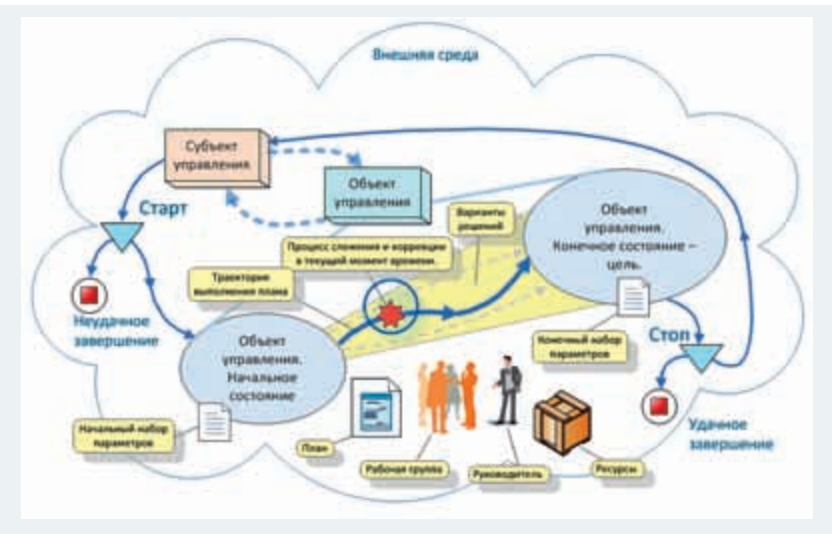 Внешняя среда
Субъект
управления
Объект
управления
Старт
Варианты
решений
Процесс слежения и коррекции
в текущий момент времени.
Траектория
выполнения плана
Объект
управления.
Конечное состояние –
цель.
Неудачное
завершение
Объект
управления.
Начальное
состояние
Конечный набор
параметров
Стоп
Начальный набор
параметров
План
Рабочая группа
Руководитель
Ресурсы
Удачное
завершение